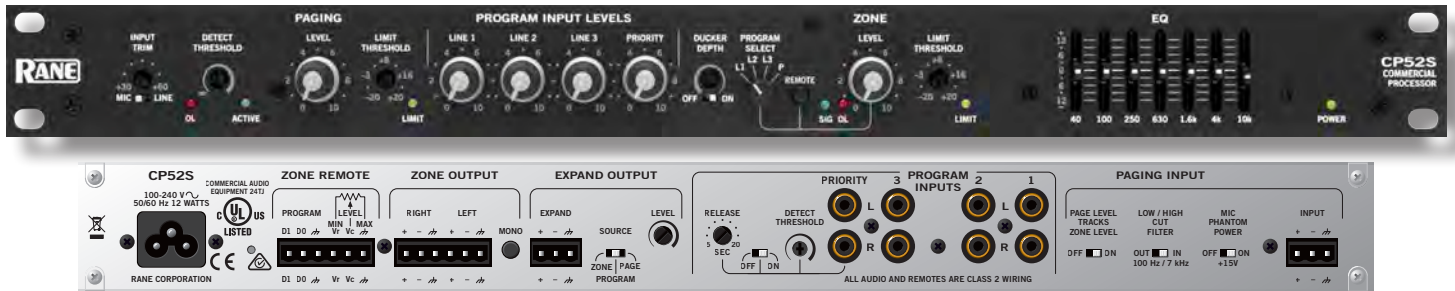 PAGING
PROGRAM INPUT LEVELS
ZONE
EQ
INPUT TRIM
DETECT THRESHOLD
LEVEL
LIMIT THRESHOLD
LINE 1
LINE 2
LINE 3
PRIORITY
DUCKER DEPTH
PROGRAM SELECT
LEVEL
LIMIT THRESHOLD
RANE
CP52S
COMMERCIAL PROCESSOR
L1 L2 L3 P
REMOTE
+30 +60
MIC LINE
OL
ACTIVE
LIMIT
OFF ON
SIG OL
LIMIT
40 100 250 630 1.6k 4k 10k
POWER
CP52S
100-240 V
50/60 Hz 12 WATTS
COMMERCIAL AUDIO
EQUIPMENT 24TJ
C UL US
LISTED
CE
RANE CORPORATION
ZONE REMOTE
PROGRAM
LEVEL
MIN MAX
D1 D0 Vr Vc
D1 D0 Vr Vc
ZONE OUTPUT
RIGHT LEFT
+ - + -
+ - + -
MONO
EXPAND OUTPUT
EXPAND
SOURCE
LEVEL
+ -
+ -
ZONE PAGE
PROGRAM
PROGRAM INPUTS
PRIORITY 3 2 1
L L
R R
RELEASE
5 20
SEC
DETECT THRESHOLD
OFF ON
ALL AUDIO AND REMOTES ARE CLASS 2 WIRING
PAGING INPUT
PAGE LEVEL
TRACKS
ZONE LEVEL
OFF ON
LOW / HIGH
CUT
FILTER
OUT IN
100 Hz / 7 kHz
MIC
PHANTOM
POWER
OFF ON
+15V
INPUT
+ -
+ -